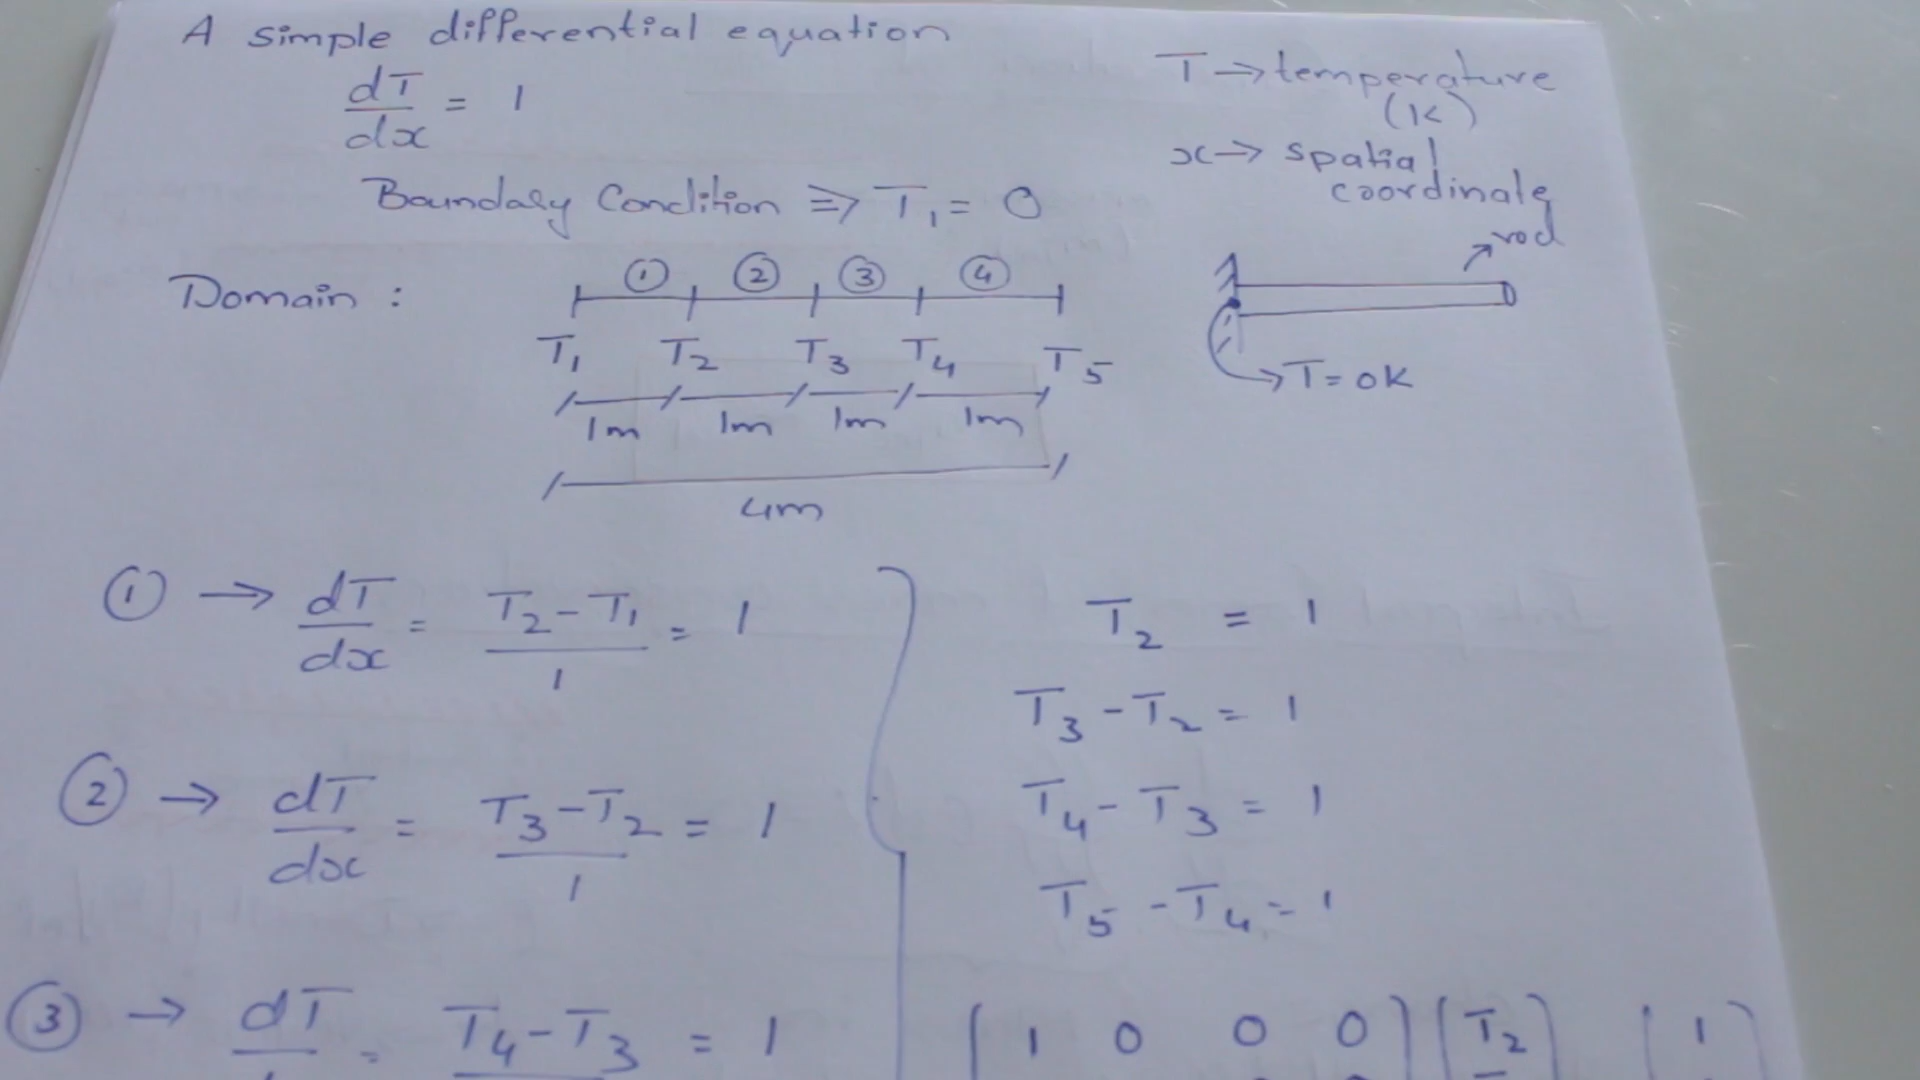 A simple differential equation
dT/dx = 1
T → temperature
(K)
x → spatial
coordinate
Boundary Condition ⇒ T₁ = 0
rod
Domain :
① ② ③ ④
T₁ T₂ T₃ T₄ T₅
1m 1m 1m 1m
4m
T = 0K
① → dT/dx = (T₂ - T₁)/1 = 1
② → dT/dx = (T₃ - T₂)/1 = 1
③ → dT = T₄ - T₃ = 1
T₂ = 1
T₃ - T₂ = 1
T₄ - T₃ = 1
T₅ - T₄ = 1
[ 1 0 0 0 ] [ T₂ ] [ 1 ]